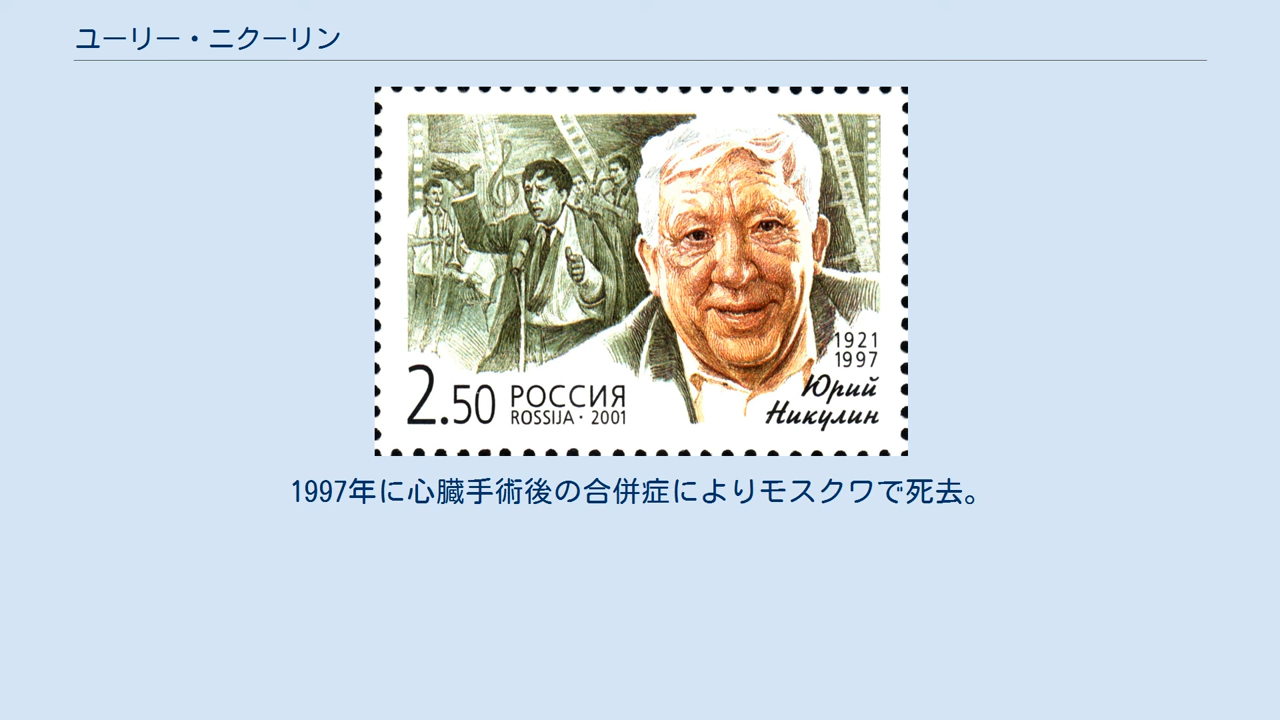 ユーリー・ニクーリン
1921
1997
Юрий
Никулин
2.50 РОССИЯ
ROSSIJA · 2001
1997年に心臓手術後の合併症によりモスクワで死去。